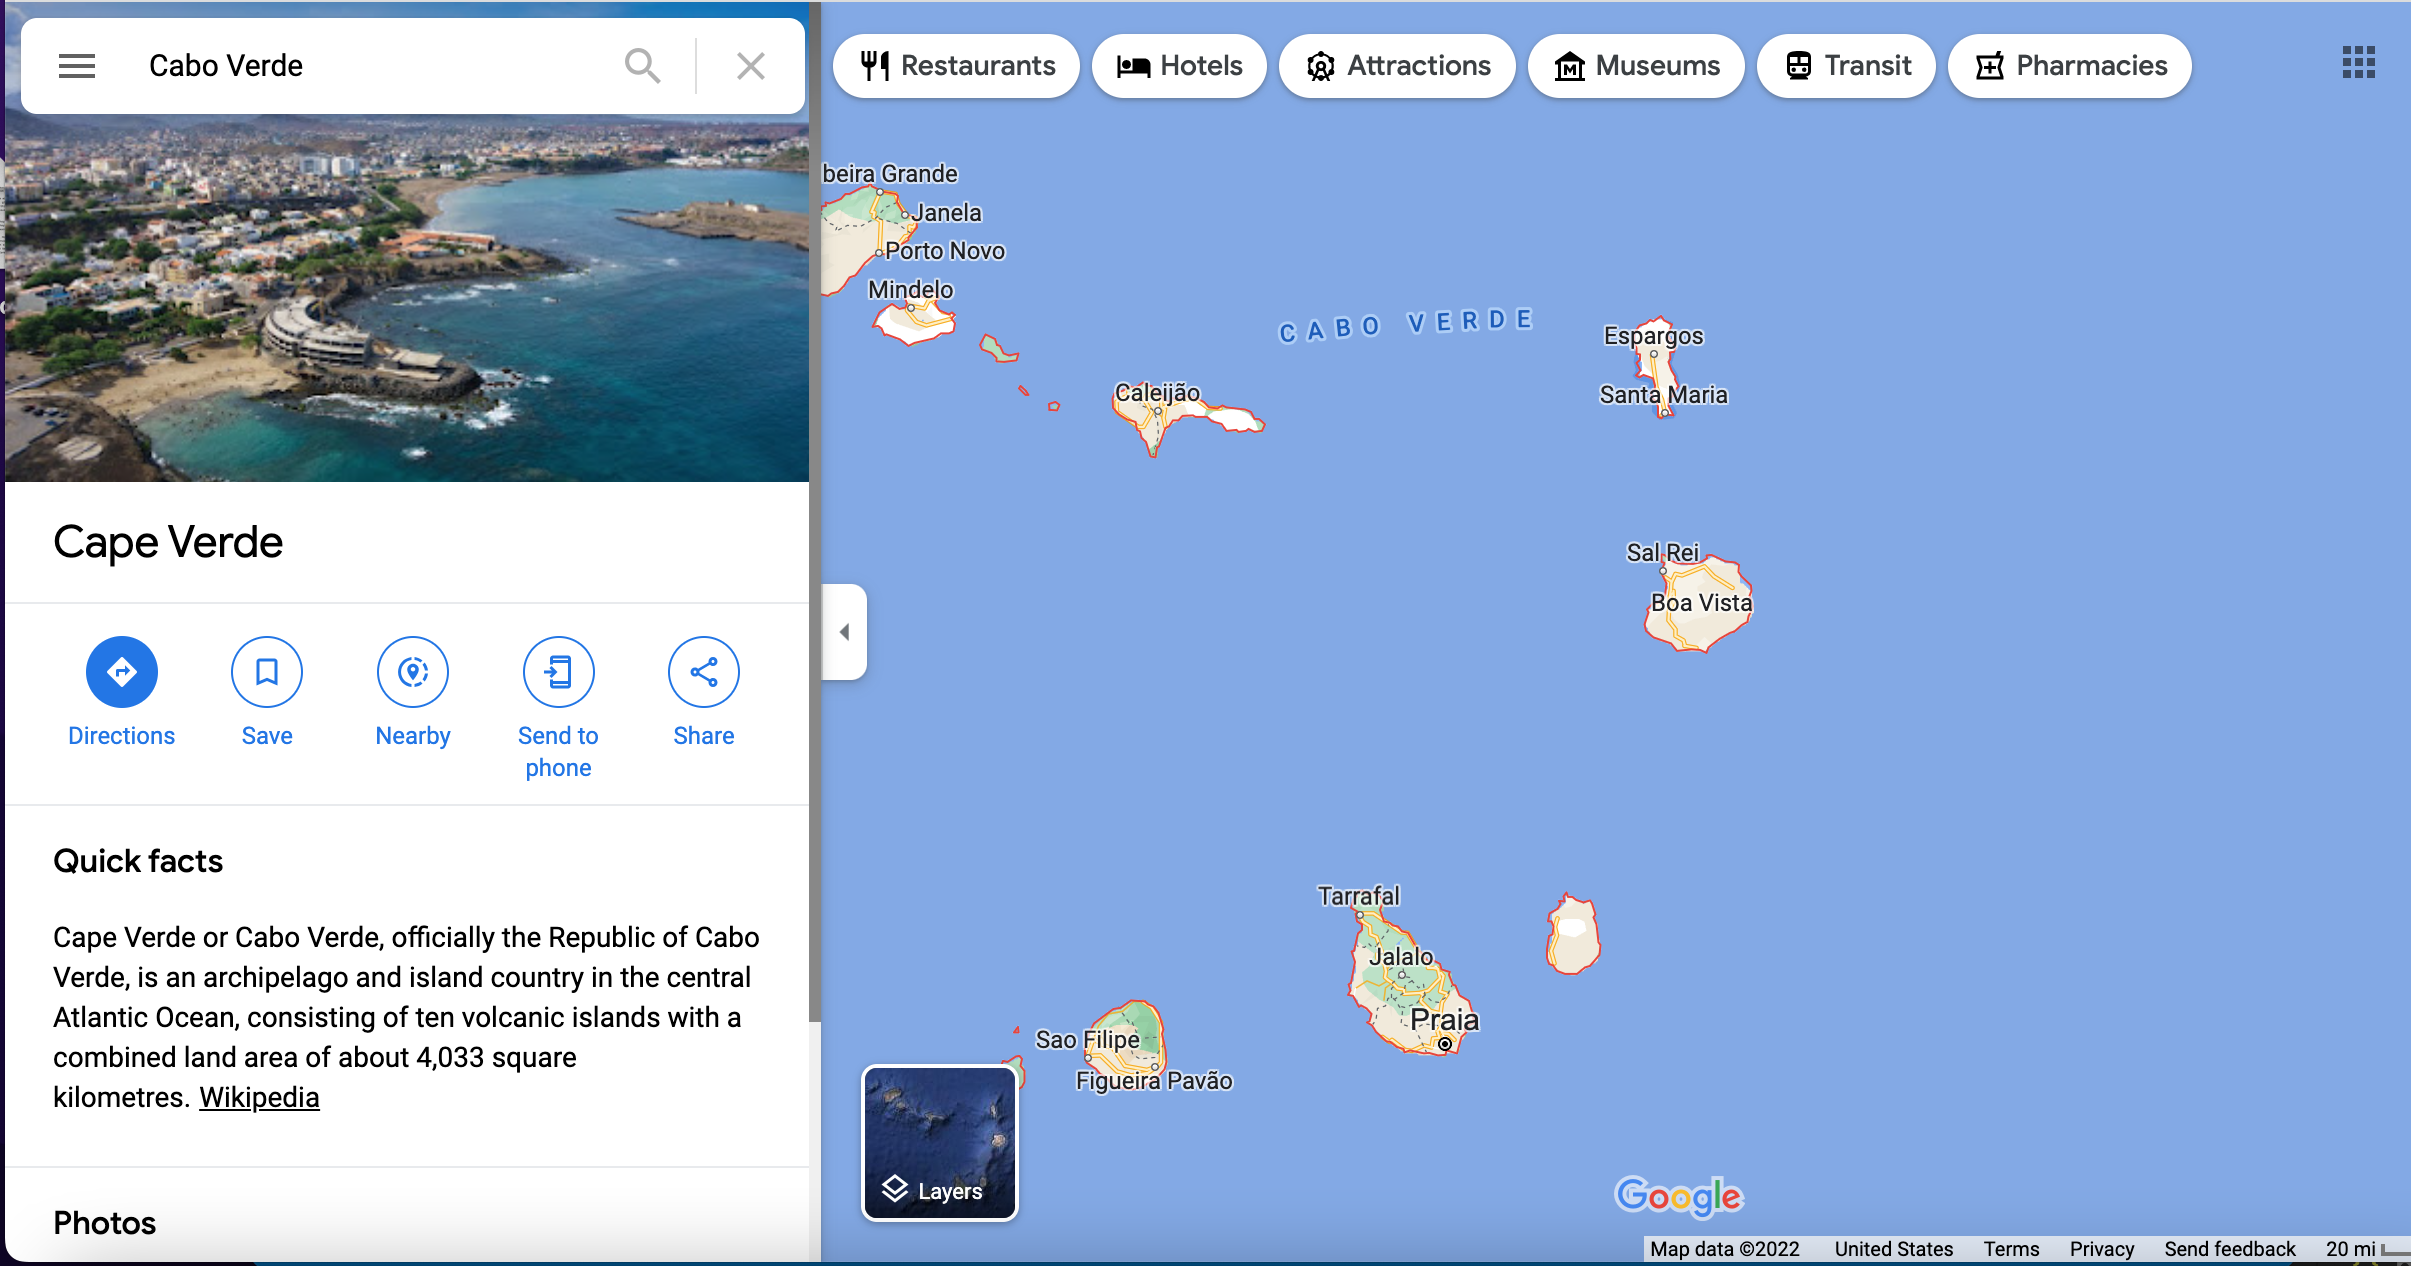 Cabo Verde
Restaurants
Hotels
Attractions
Museums
Transit
Pharmacies
Cape Verde
Directions
Save
Nearby
Send to
phone
Share
Quick facts
Cape Verde or Cabo Verde, officially the Republic of Cabo
Verde, is an archipelago and island country in the central
Atlantic Ocean, consisting of ten volcanic islands with a
combined land area of about 4,033 square
kilometres. Wikipedia
Photos
beira Grande
Janela
Porto Novo
Mindelo
CABO VERDE
Espargos
Santa Maria
Caleijão
Sal Rei
Boa Vista
Tarrafal
Jalalo
Praia
Sao Filipe
Figueira Pavão
Layers
Google
Map data ©2022 United States Terms Privacy Send feedback 20 mi